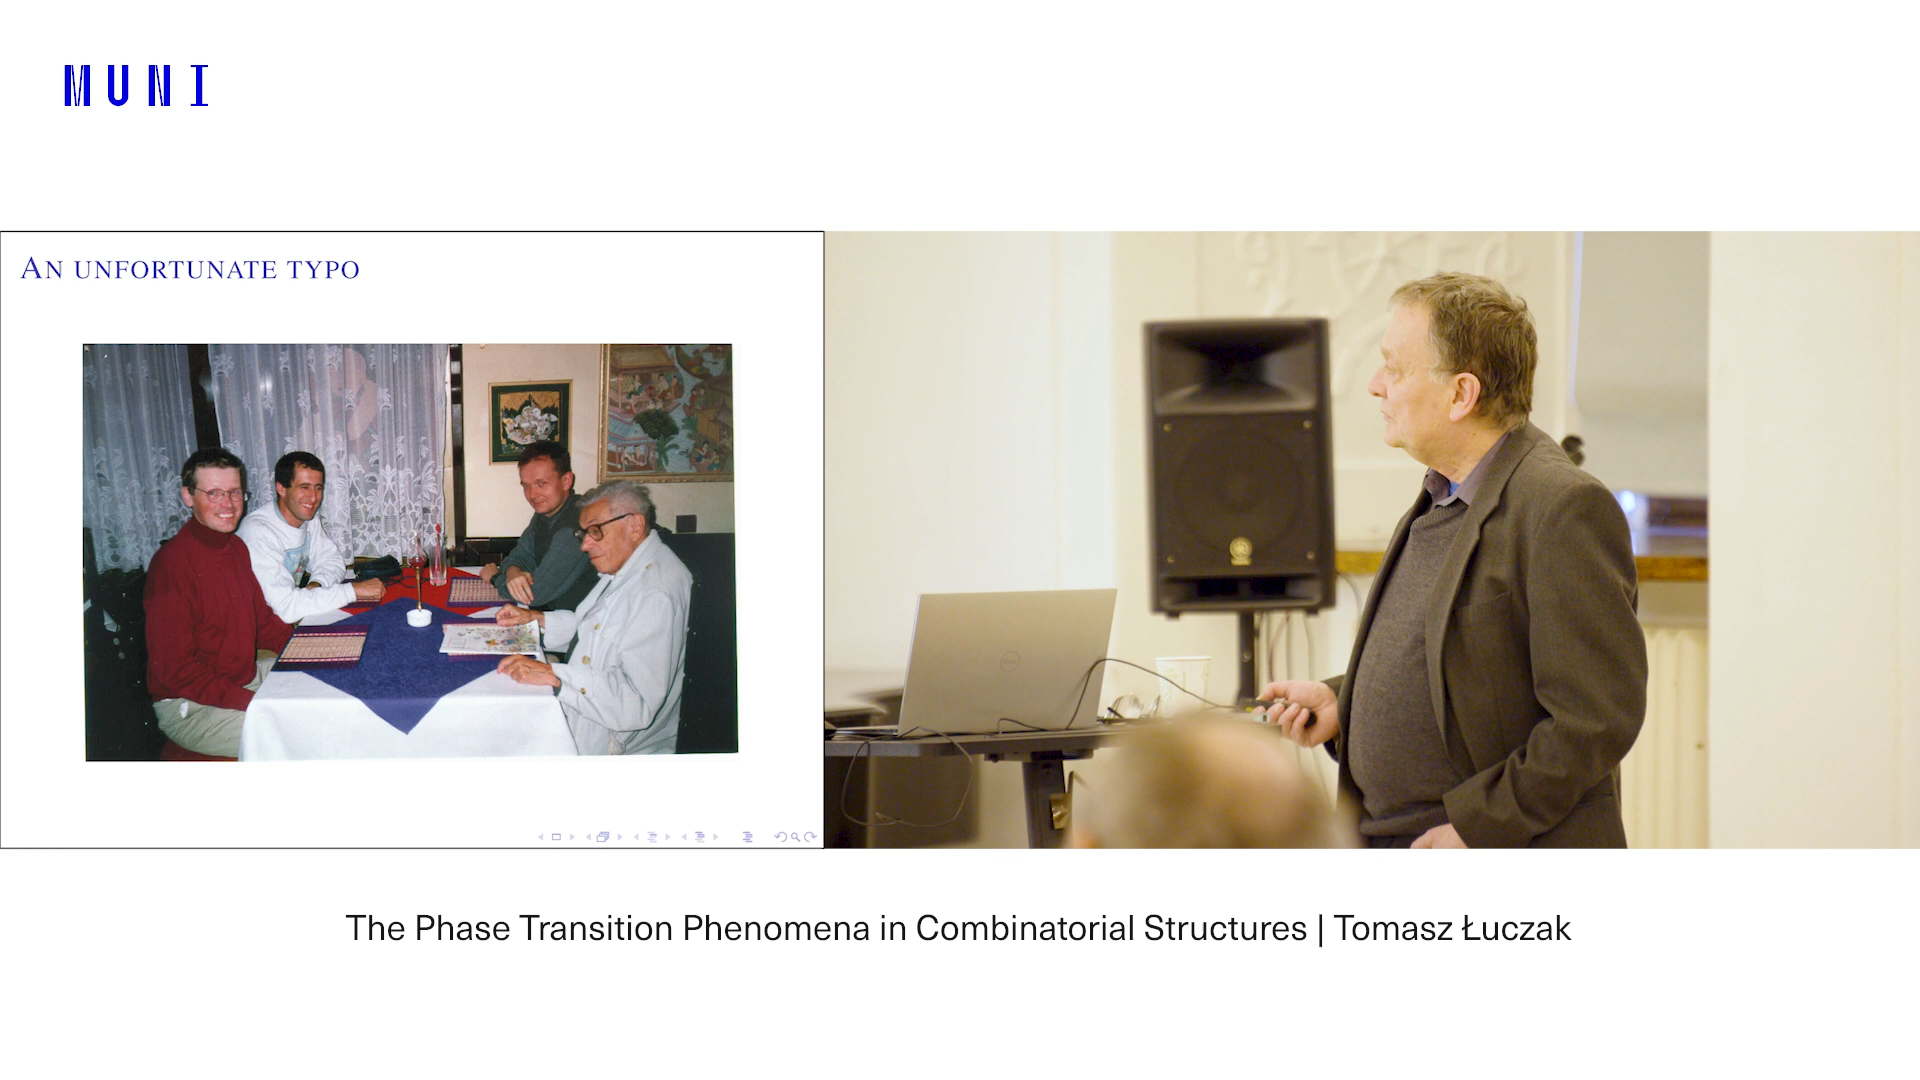 MUNI
AN UNFORTUNATE TYPO
The Phase Transition Phenomena in Combinatorial Structures | Tomasz Łuczak